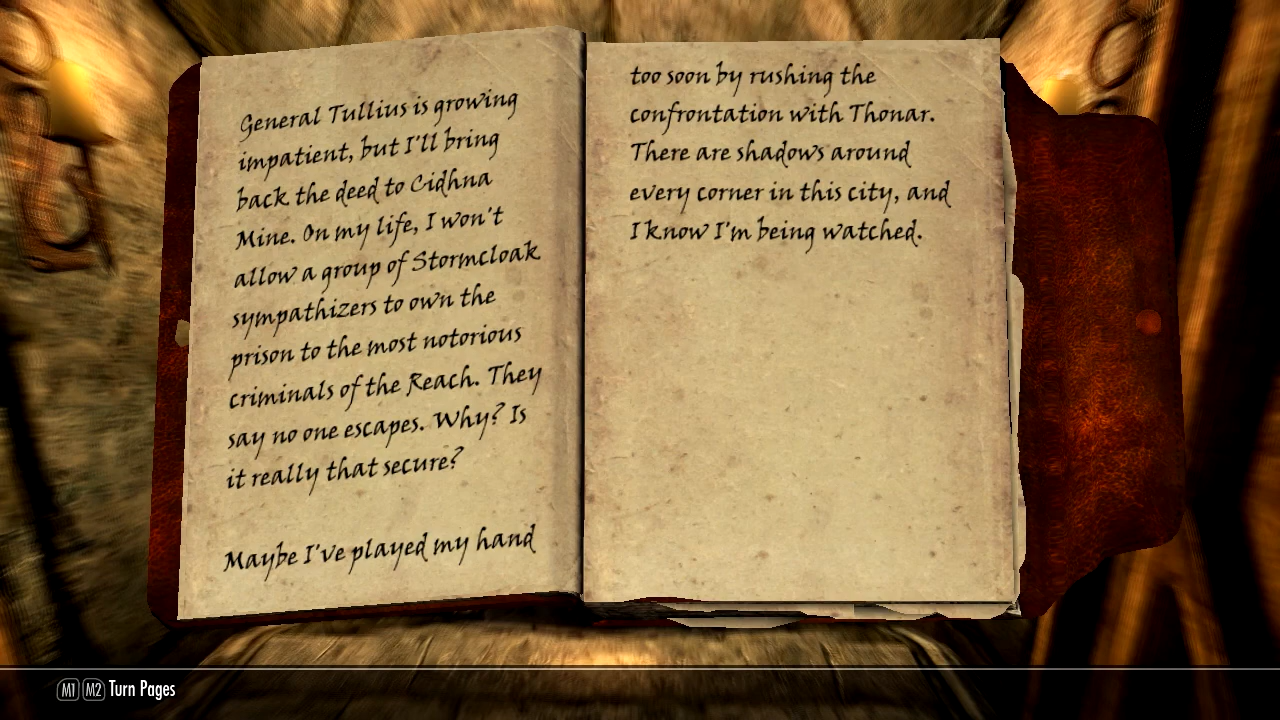 General Tullius is growing
impatient, but I'll bring
back the deed to Cidhna
Mine. On my life, I won't
allow a group of Stormcloak
sympathizers to own the
prison to the most notorious
criminals of the Reach. They
say no one escapes. Why? Is
it really that secure?
Maybe I've played my hand
too soon by rushing the
confrontation with Thonar.
There are shadows around
every corner in this city, and
I know I'm being watched.
M1 M2 Turn Pages